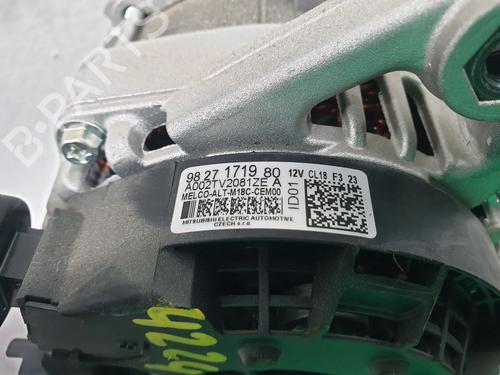 B-PARTS
98 27 1719 80
A002TV2081ZE A
MELCO-ALT-M18C-CEM00
MITSUBISHI ELECTRIC AUTOMOTIVE
CZECH s.r.o.
ID01
12V CL18 F3 23